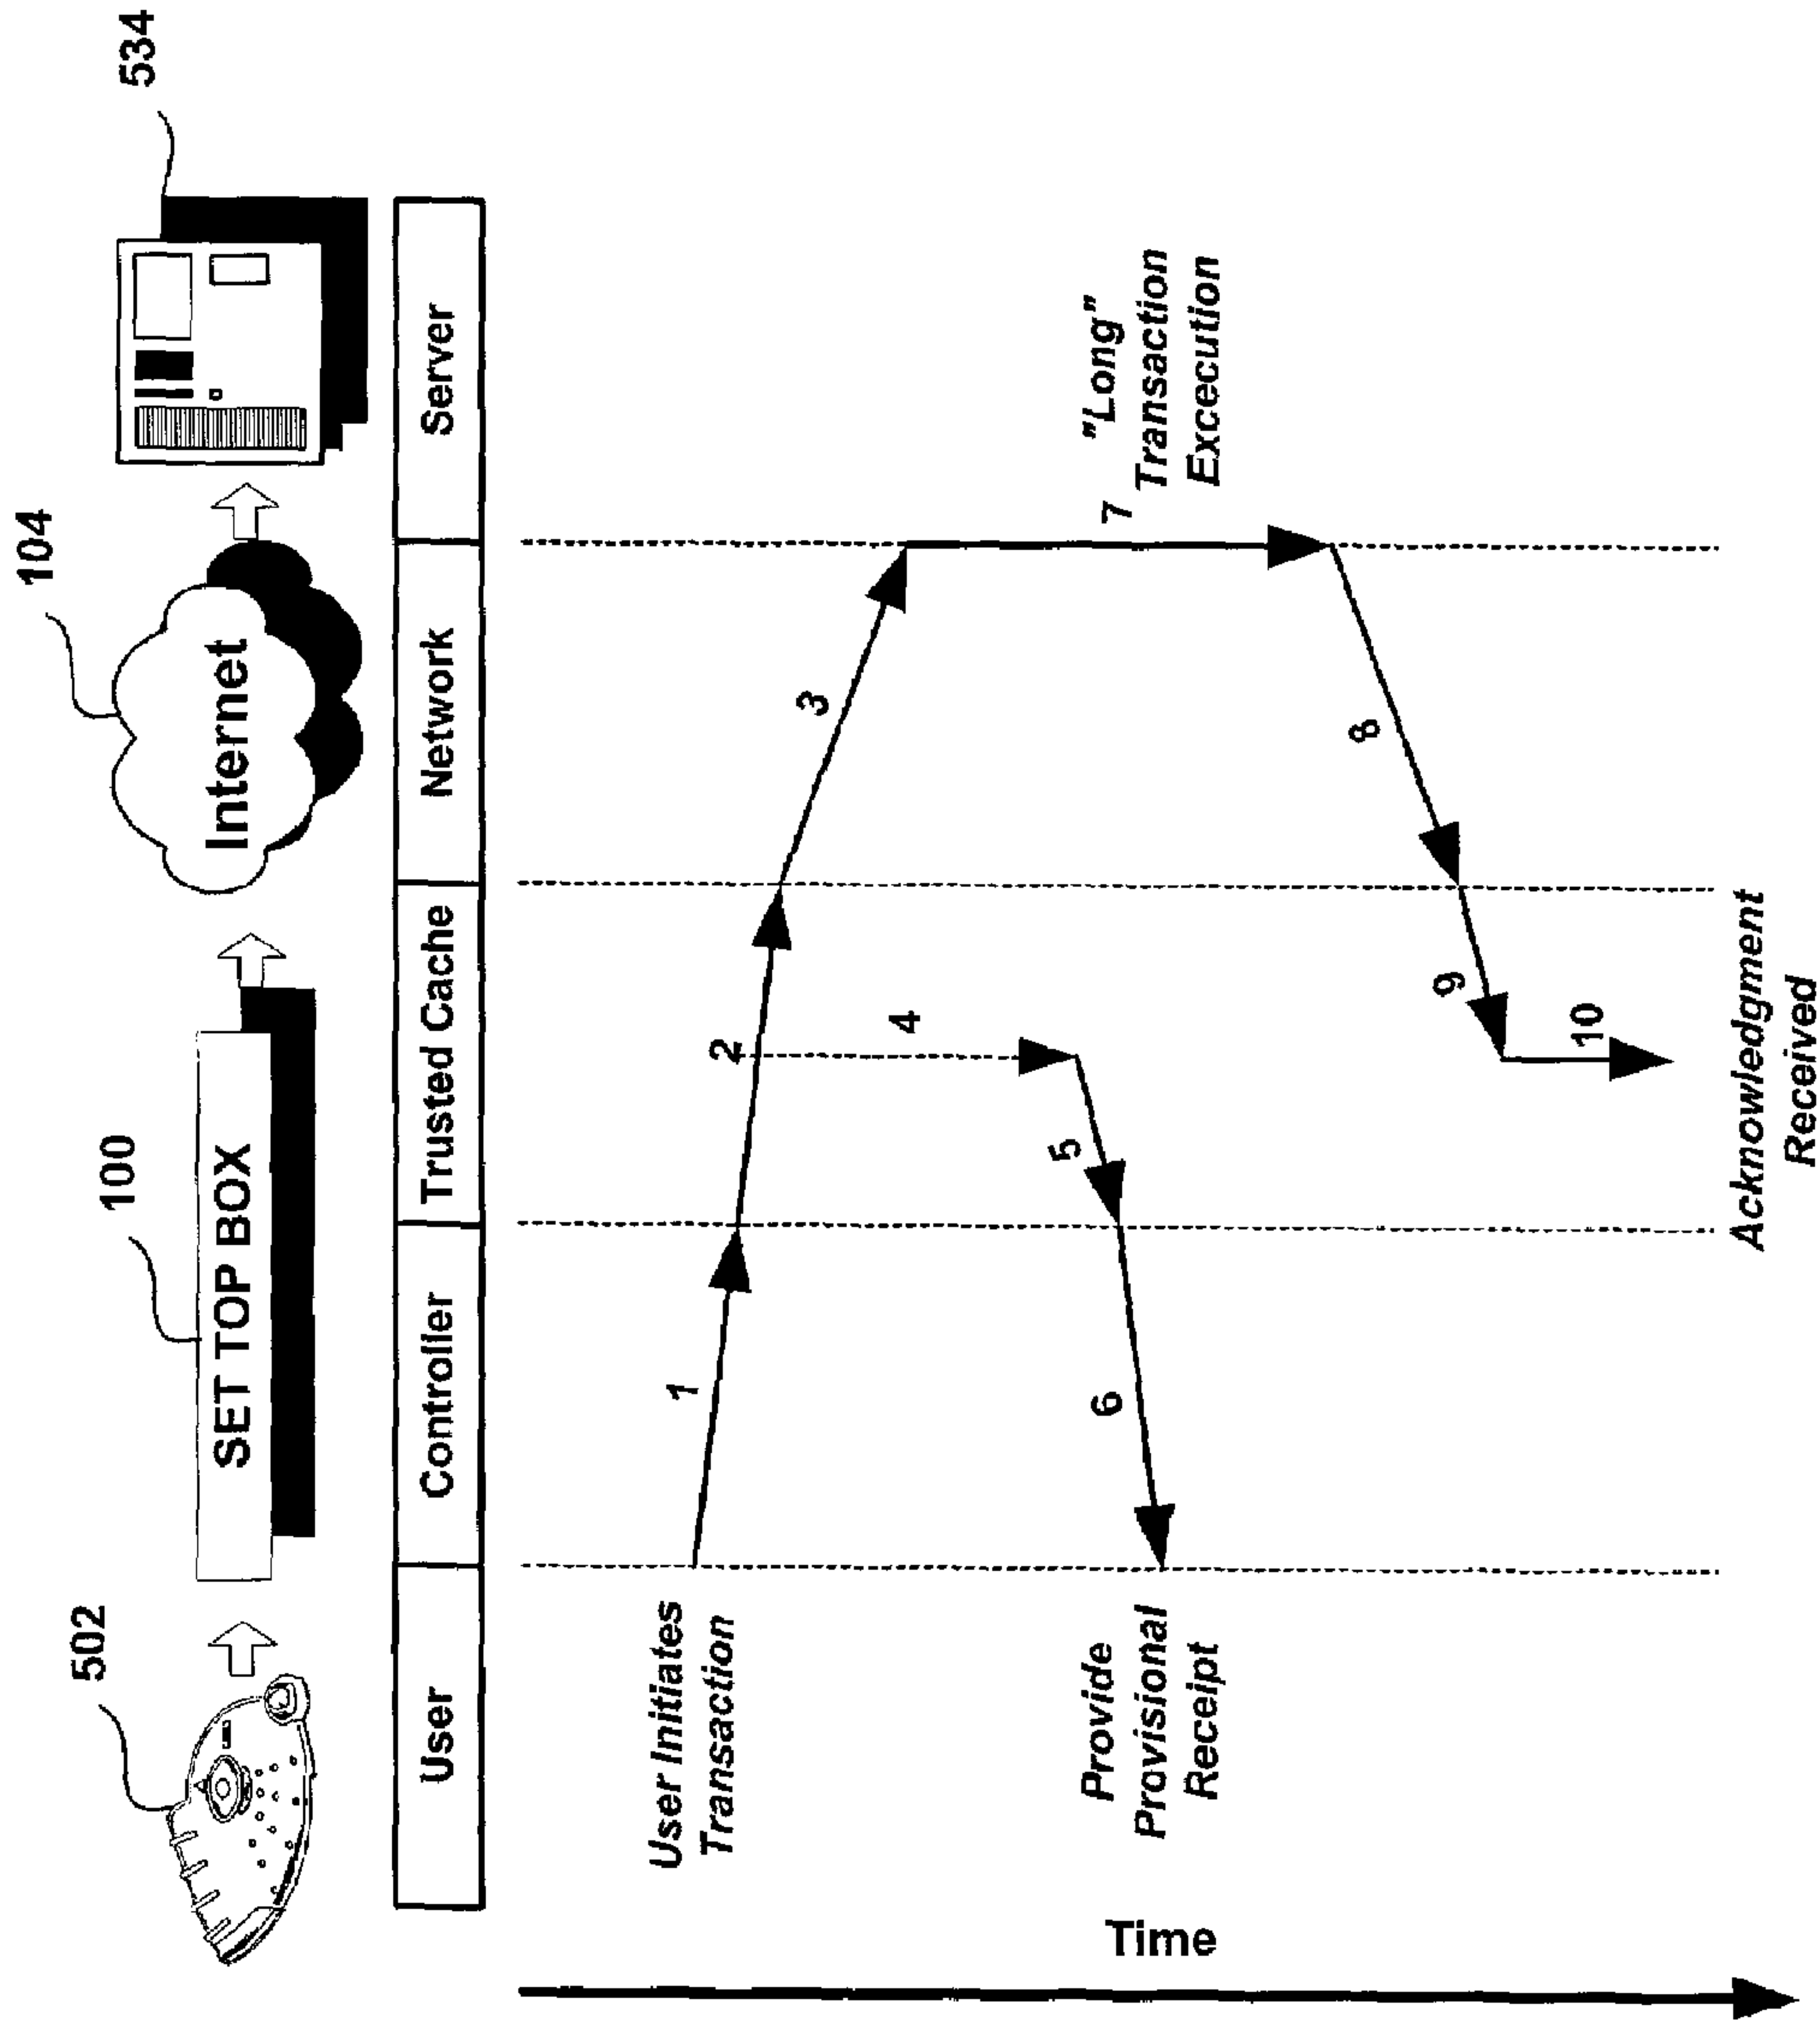 502
100
104
534
SET TOP BOX
Internet
User
Controller
Trusted Cache
Network
Server
User Initiates
Transaction
1
2
3
4
5
6
Provide
Provisional
Receipt
7
"Long"
Transaction
Excecution
8
9
10
Acknowledgment
Received
Time